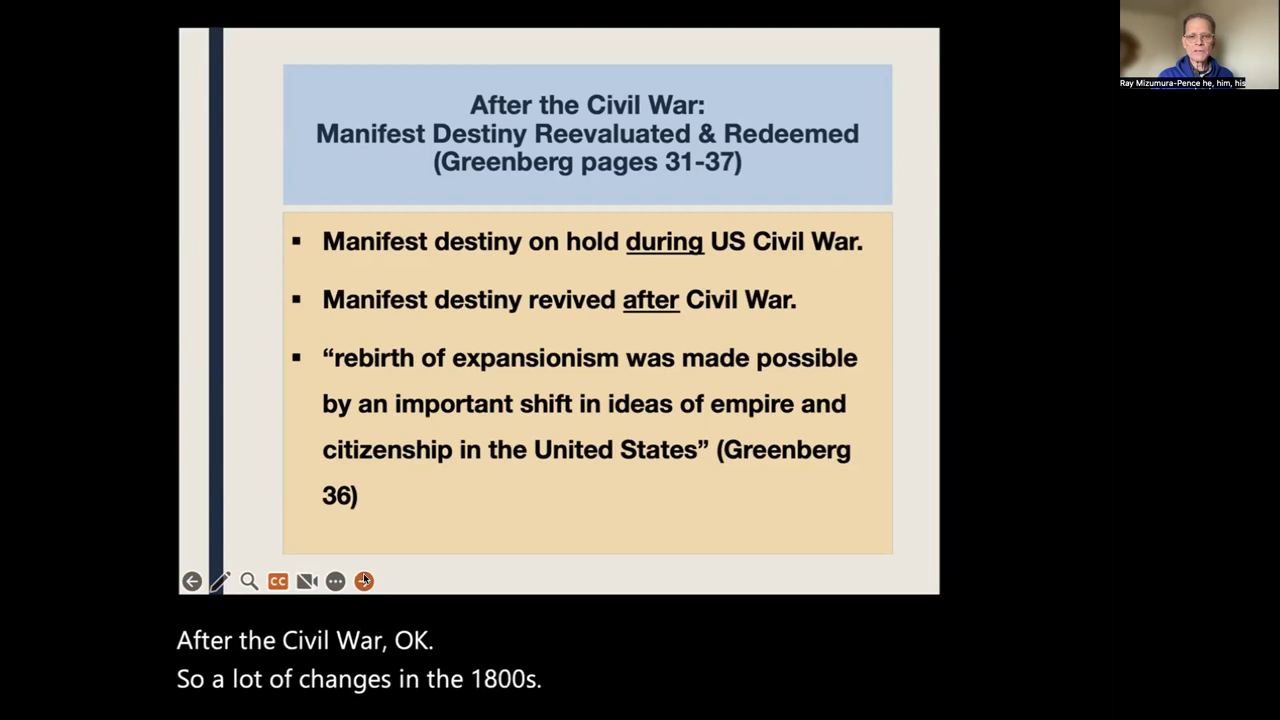 After the Civil War:
Manifest Destiny Reevaluated & Redeemed
(Greenberg pages 31-37)
▪ Manifest destiny on hold during US Civil War.
▪ Manifest destiny revived after Civil War.
▪ “rebirth of expansionism was made possible
by an important shift in ideas of empire and
citizenship in the United States” (Greenberg
36)
CC
Ray Mizumura-Pence he, him, his
After the Civil War, OK.
So a lot of changes in the 1800s.